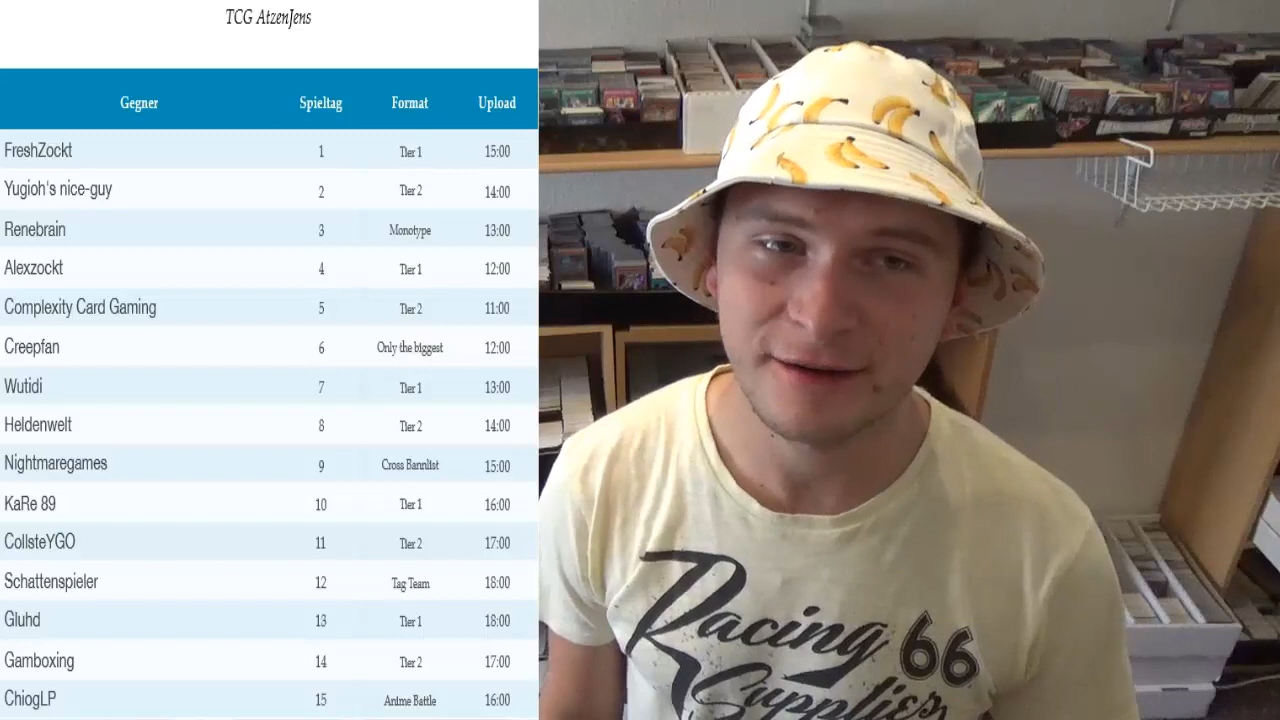 TCG AtzenJens
Gegner Spieltag Format Upload
FreshZockt 1 Tier 1 15:00
Yugioh's nice-guy 2 Tier 2 14:00
Renebrain 3 Monotype 13:00
Alexzockt 4 Tier 1 12:00
Complexity Card Gaming 5 Tier 2 11:00
Creepfan 6 Only the biggest 12:00
Wutidi 7 Tier 1 13:00
Heldenwelt 8 Tier 2 14:00
Nightmaregames 9 Cross Bannlist 15:00
KaRe 89 10 Tier 1 16:00
CollsteYGO 11 Tier 2 17:00
Schattenspieler 12 Tag Team 18:00
Gluhd 13 Tier 1 18:00
Gamboxing 14 Tier 2 17:00
ChiogLP 15 Anime Battle 16:00
Racing 66
Supplies